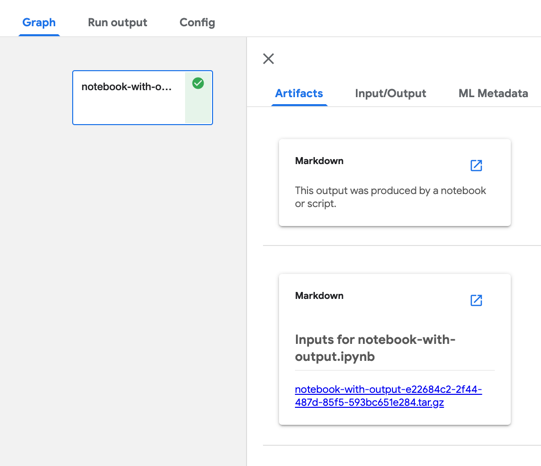 Graph Run output Config
notebook-with-o...
Artifacts Input/Output ML Metadata
Markdown
This output was produced by a notebook
or script.
Markdown
Inputs for notebook-with-
output.ipynb
notebook-with-output-e22684c2-2f44-
487d-85f5-593bc651e284.tar.gz